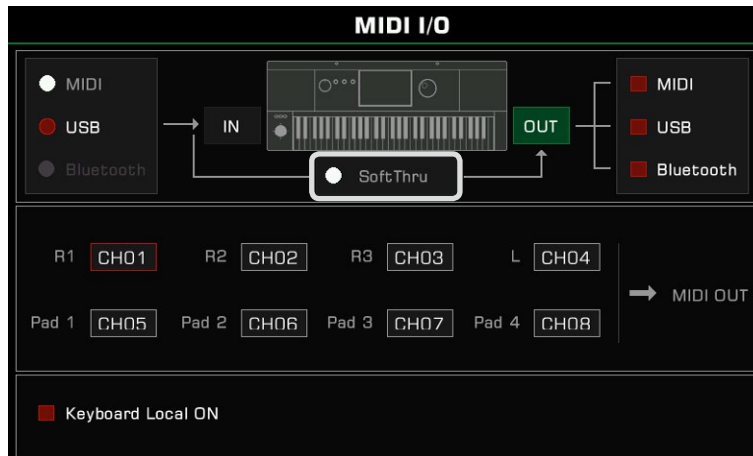 MIDI I/O
MIDI
USB
Bluetooth
IN
SoftThru
OUT
MIDI
USB
Bluetooth
R1 CH01 R2 CH02 R3 CH03 L CH04
Pad 1 CH05 Pad 2 CH06 Pad 3 CH07 Pad 4 CH08
MIDI OUT
Keyboard Local ON